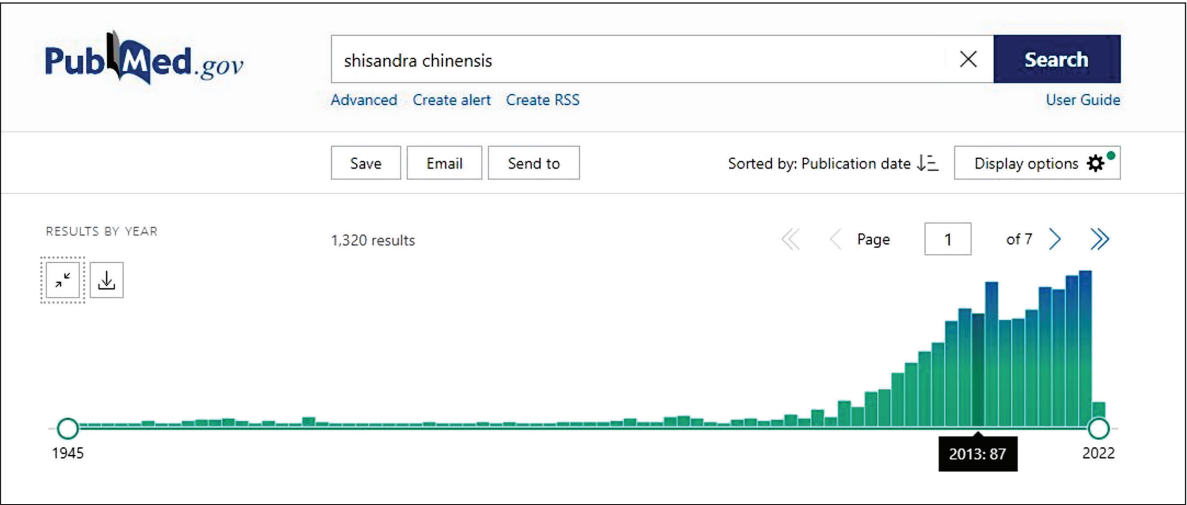 PubMed.gov
shisandra chinensis
Search
Advanced Create alert Create RSS
User Guide
Save Email Send to
Sorted by: Publication date
Display options
RESULTS BY YEAR
1,320 results
Page 1 of 7
2013: 87
1945
2022